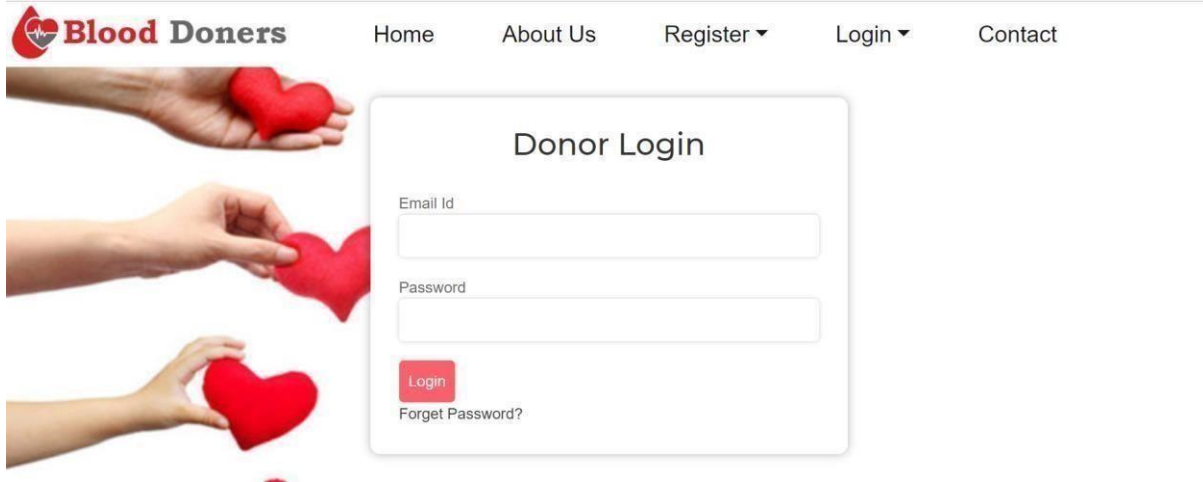 Blood Doners
Home About Us Register Login Contact
Donor Login
Email Id
Password
Login
Forget Password?